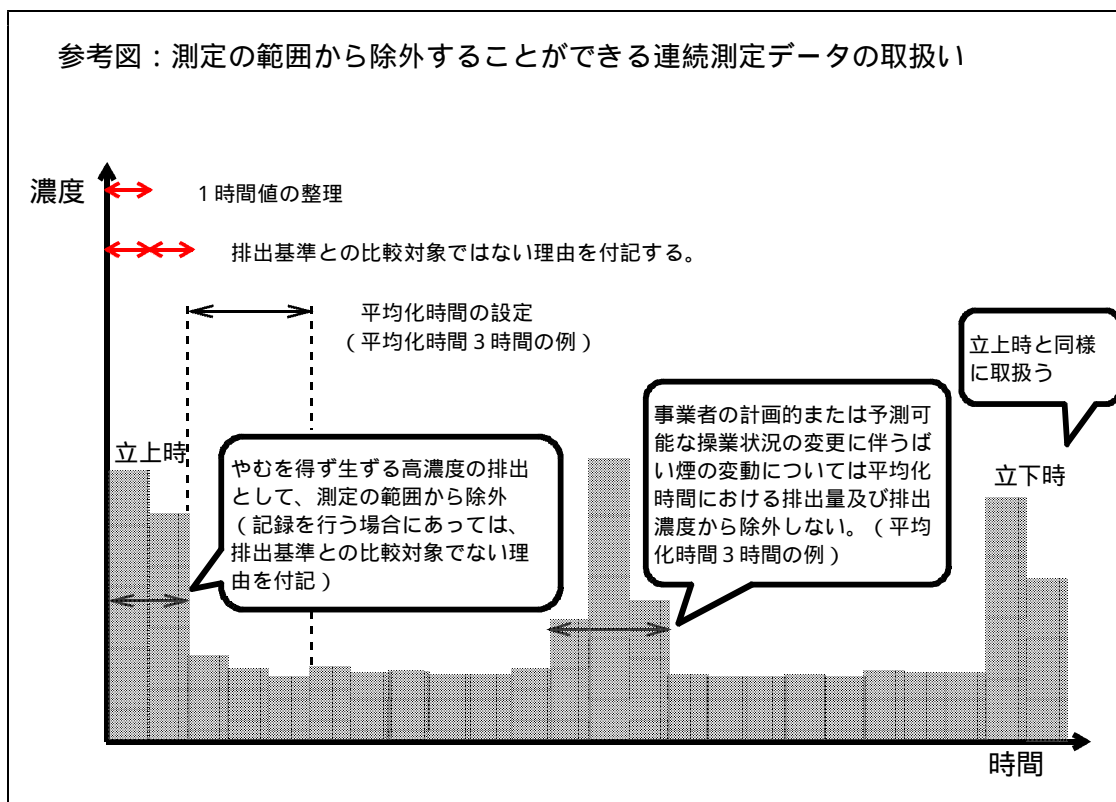 参考図：測定の範囲から除外することができる連続測定データの取扱い
濃度
１時間値の整理
排出基準との比較対象ではない理由を付記する。
平均化時間の設定
（平均化時間３時間の例）
立上時と同様
に取扱う
事業者の計画的または予測可
能な操業状況の変更に伴うば
い煙の変動については平均化
時間における排出量及び排出
濃度から除外しない。（平均
化時間３時間の例）
立上時
やむを得ず生ずる高濃度の排出
として、測定の範囲から除外
（記録を行う場合にあっては、
排出基準との比較対象でない理
由を付記）
立下時
時間